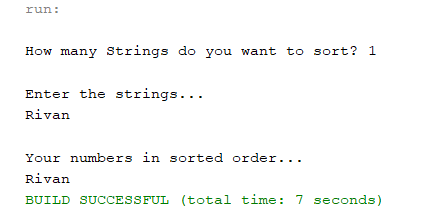 run:
How many Strings do you want to sort? 1
Enter the strings...
Rivan
Your numbers in sorted order...
Rivan
BUILD SUCCESSFUL (total time: 7 seconds)